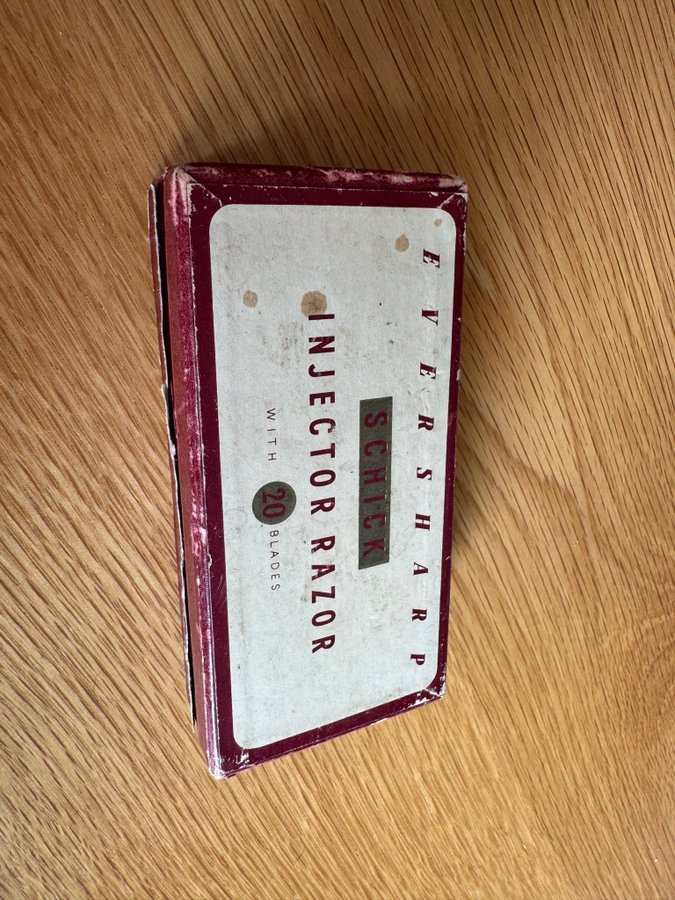 EVERSHARP
SCHICK
INJECTOR RAZOR
WITH 20 BLADES